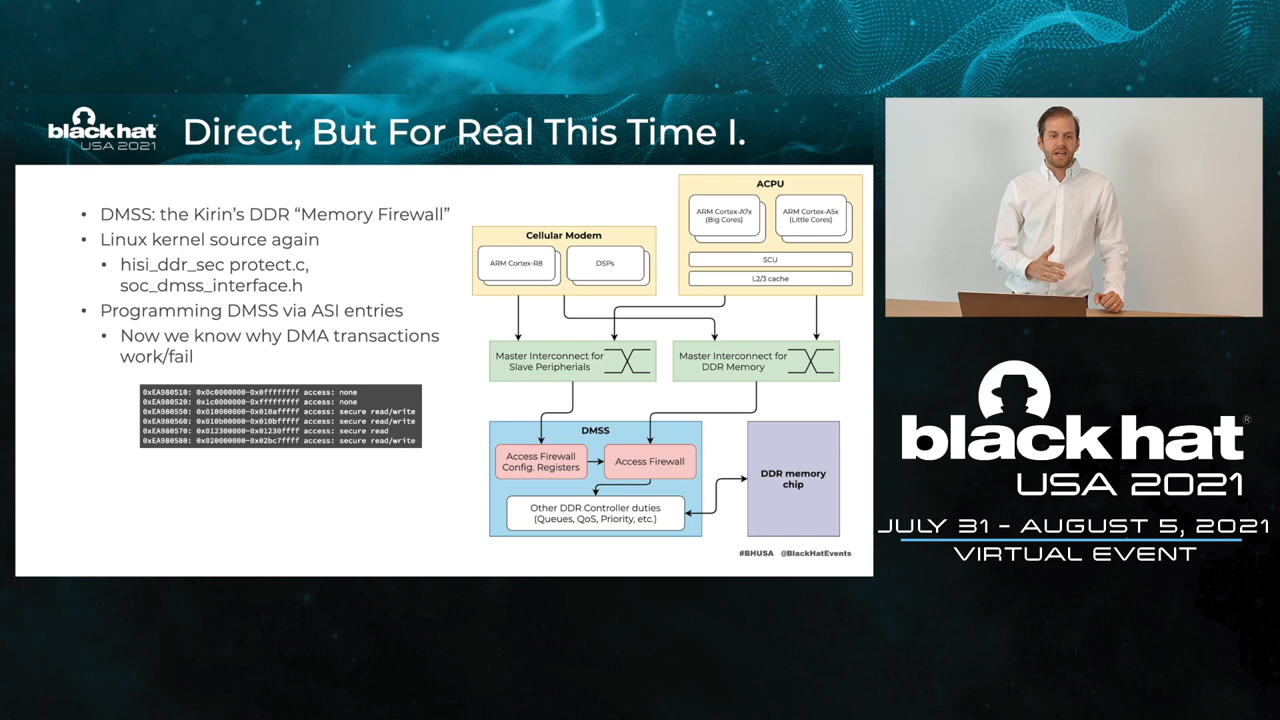 black hat
USA 2021
Direct, But For Real This Time I.
• DMSS: the Kirin's DDR “Memory Firewall”
• Linux kernel source again
• hisi_ddr_sec protect.c,
soc_dmss_interface.h
• Programming DMSS via ASI entries
• Now we know why DMA transactions
work/fail
0xEA980510: 0x0c0000000-0x0ffffffff access: none
0xEA980520: 0x1c0000000-0xfffffffff access: none
0xEA980550: 0x010000000-0x010afffff access: secure read/write
0xEA980560: 0x010b00000-0x010bfffff access: secure read/write
0xEA980570: 0x012300000-0x01230ffff access: secure read
0xEA980580: 0x020000000-0x02bc7ffff access: secure read/write
Cellular Modem
ARM Cortex-R8
DSPs
ACPU
ARM Cortex-A7x
(Big Cores)
ARM Cortex-A5x
(Little Cores)
SCU
L2/3 cache
Master Interconnect for
Slave Peripherals
Master Interconnect for
DDR Memory
DMSS
Access Firewall
Config. Registers
Access Firewall
Other DDR Controller duties
(Queues, QoS, Priority, etc.)
DDR memory
chip
#BHUSA @BlackHatEvents
black hat®
USA 2021
JULY 31 - AUGUST 5, 2021
VIRTUAL EVENT